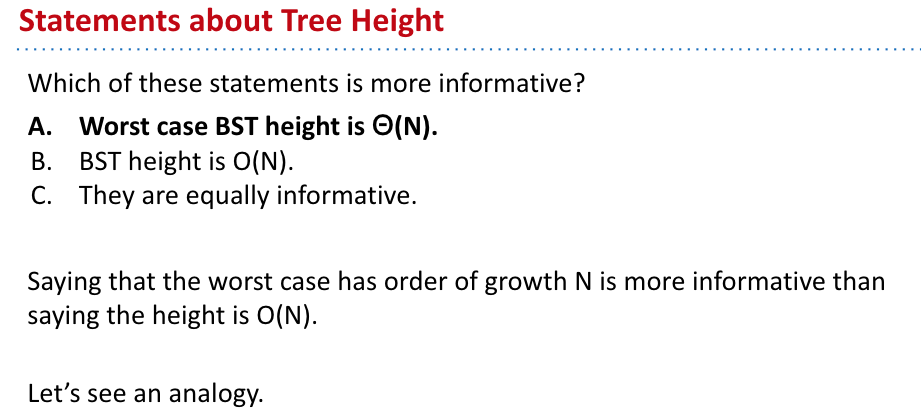 Statements about Tree Height
Which of these statements is more informative?
A. Worst case BST height is Θ(N).
B. BST height is O(N).
C. They are equally informative.
Saying that the worst case has order of growth N is more informative than
saying the height is O(N).
Let’s see an analogy.